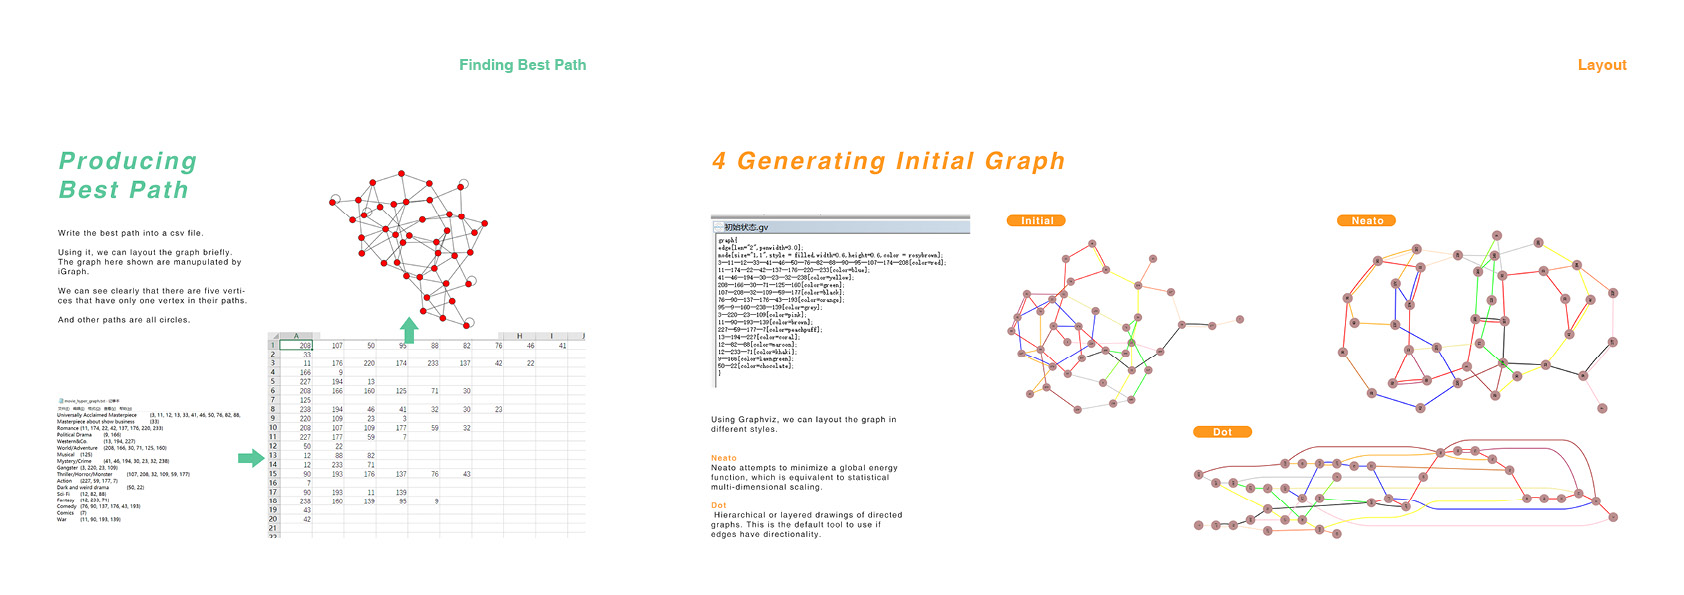 Finding Best Path
Producing
Best Path
Write the best path into a csv file.
Using it, we can layout the graph briefly.
The graph here shown are manupulated by
iGraph.
We can see clearly that there are five verti-
ces that have only one vertex in their paths.
And other paths are all circles.
movie_hyper_graph.txt - 记事本
文件(F) 编辑(E) 格式(O) 查看(V) 帮助(H)
Universally Acclaimed Masterpiece (3, 11, 12, 13, 33, 41, 46, 50, 76, 82, 88,
Masterpiece about show business (33)
Romance (11, 174, 22, 42, 137, 176, 220, 233)
Political Drama (9, 166)
Western&Co. (13, 194, 227)
World/Adventure (208, 166, 30, 71, 125, 160)
Musical (125)
Mystery/Crime (41, 46, 194, 30, 23, 32, 238)
Gangster (3, 220, 23, 109)
Thriller/Horror/Monster (107, 208, 32, 109, 59, 177)
Action (227, 59, 177, 7)
Dark and weird drama (50, 22)
Sci-Fi (12, 82, 88)
Fantasy (12, 233, 71)
Comedy (76, 90, 137, 176, 43, 193)
Comics (7)
War (11, 90, 193, 139)
A H I
1 208 107 50 95 88 82 76 46 41
2 33
3 11 176 220 174 233 137 42 22
4 166 9
5 227 194 13
6 208 166 160 125 71 30
7 125
8 238 194 46 41 32 30 23
9 220 109 23 3
10 208 107 109 177 59 32
11 227 177 59 7
12 50 22
13 12 88 82
14 12 233 71
15 90 193 176 137 76 43
16 7
17 90 193 11 139
18 238 160 139 95 9
19 43
20 42
21
22
Layout
4 Generating Initial Graph
初始状态.gv
graph{
edge[len="2",penwidth=3.0];
node[size="1,1",style = filled,width=0.6,height=0.6,color = rosybrown];
3--11--12--33--41--46--50--76--82--88--90--95--107--174--208[color=red];
11--174--22--42--137--176--220--233[color=blue];
41--46--194--30--23--32--238[color=yellow];
208--166--30--71--125--160[color=green];
107--208--32--109--59--177[color=black];
76--90--137--176--43--193[color=orange];
95--9--160--238--139[color=grey];
3--220--23--109[color=pink];
11--90--193--139[color=brown];
227--59--177--7[color=peachpuff];
13--194--227[color=coral];
12--82--88[color=maroon];
12--233--71[color=khaki];
9--166[color=lawngreen];
50--22[color=chocolate];
}
Using Graphviz, we can layout the graph in
different styles.
Neato
Neato attempts to minimize a global energy
function, which is equivalent to statistical
multi-dimensional scaling.
Dot
Hierarchical or layered drawings of directed
graphs. This is the default tool to use if
edges have directionality.
Initial
Neato
Dot